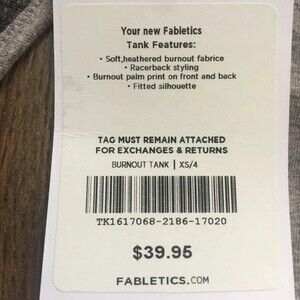 Your new Fabletics
Tank Features:
• Soft,heathered burnout fabrice
• Racerback styling
• Burnout palm print on front and back
• Fitted silhouette
TAG MUST REMAIN ATTACHED
FOR EXCHANGES & RETURNS
BURNOUT TANK | XS/4
TK1617068-2186-17020
$39.95
FABLETICS.COM